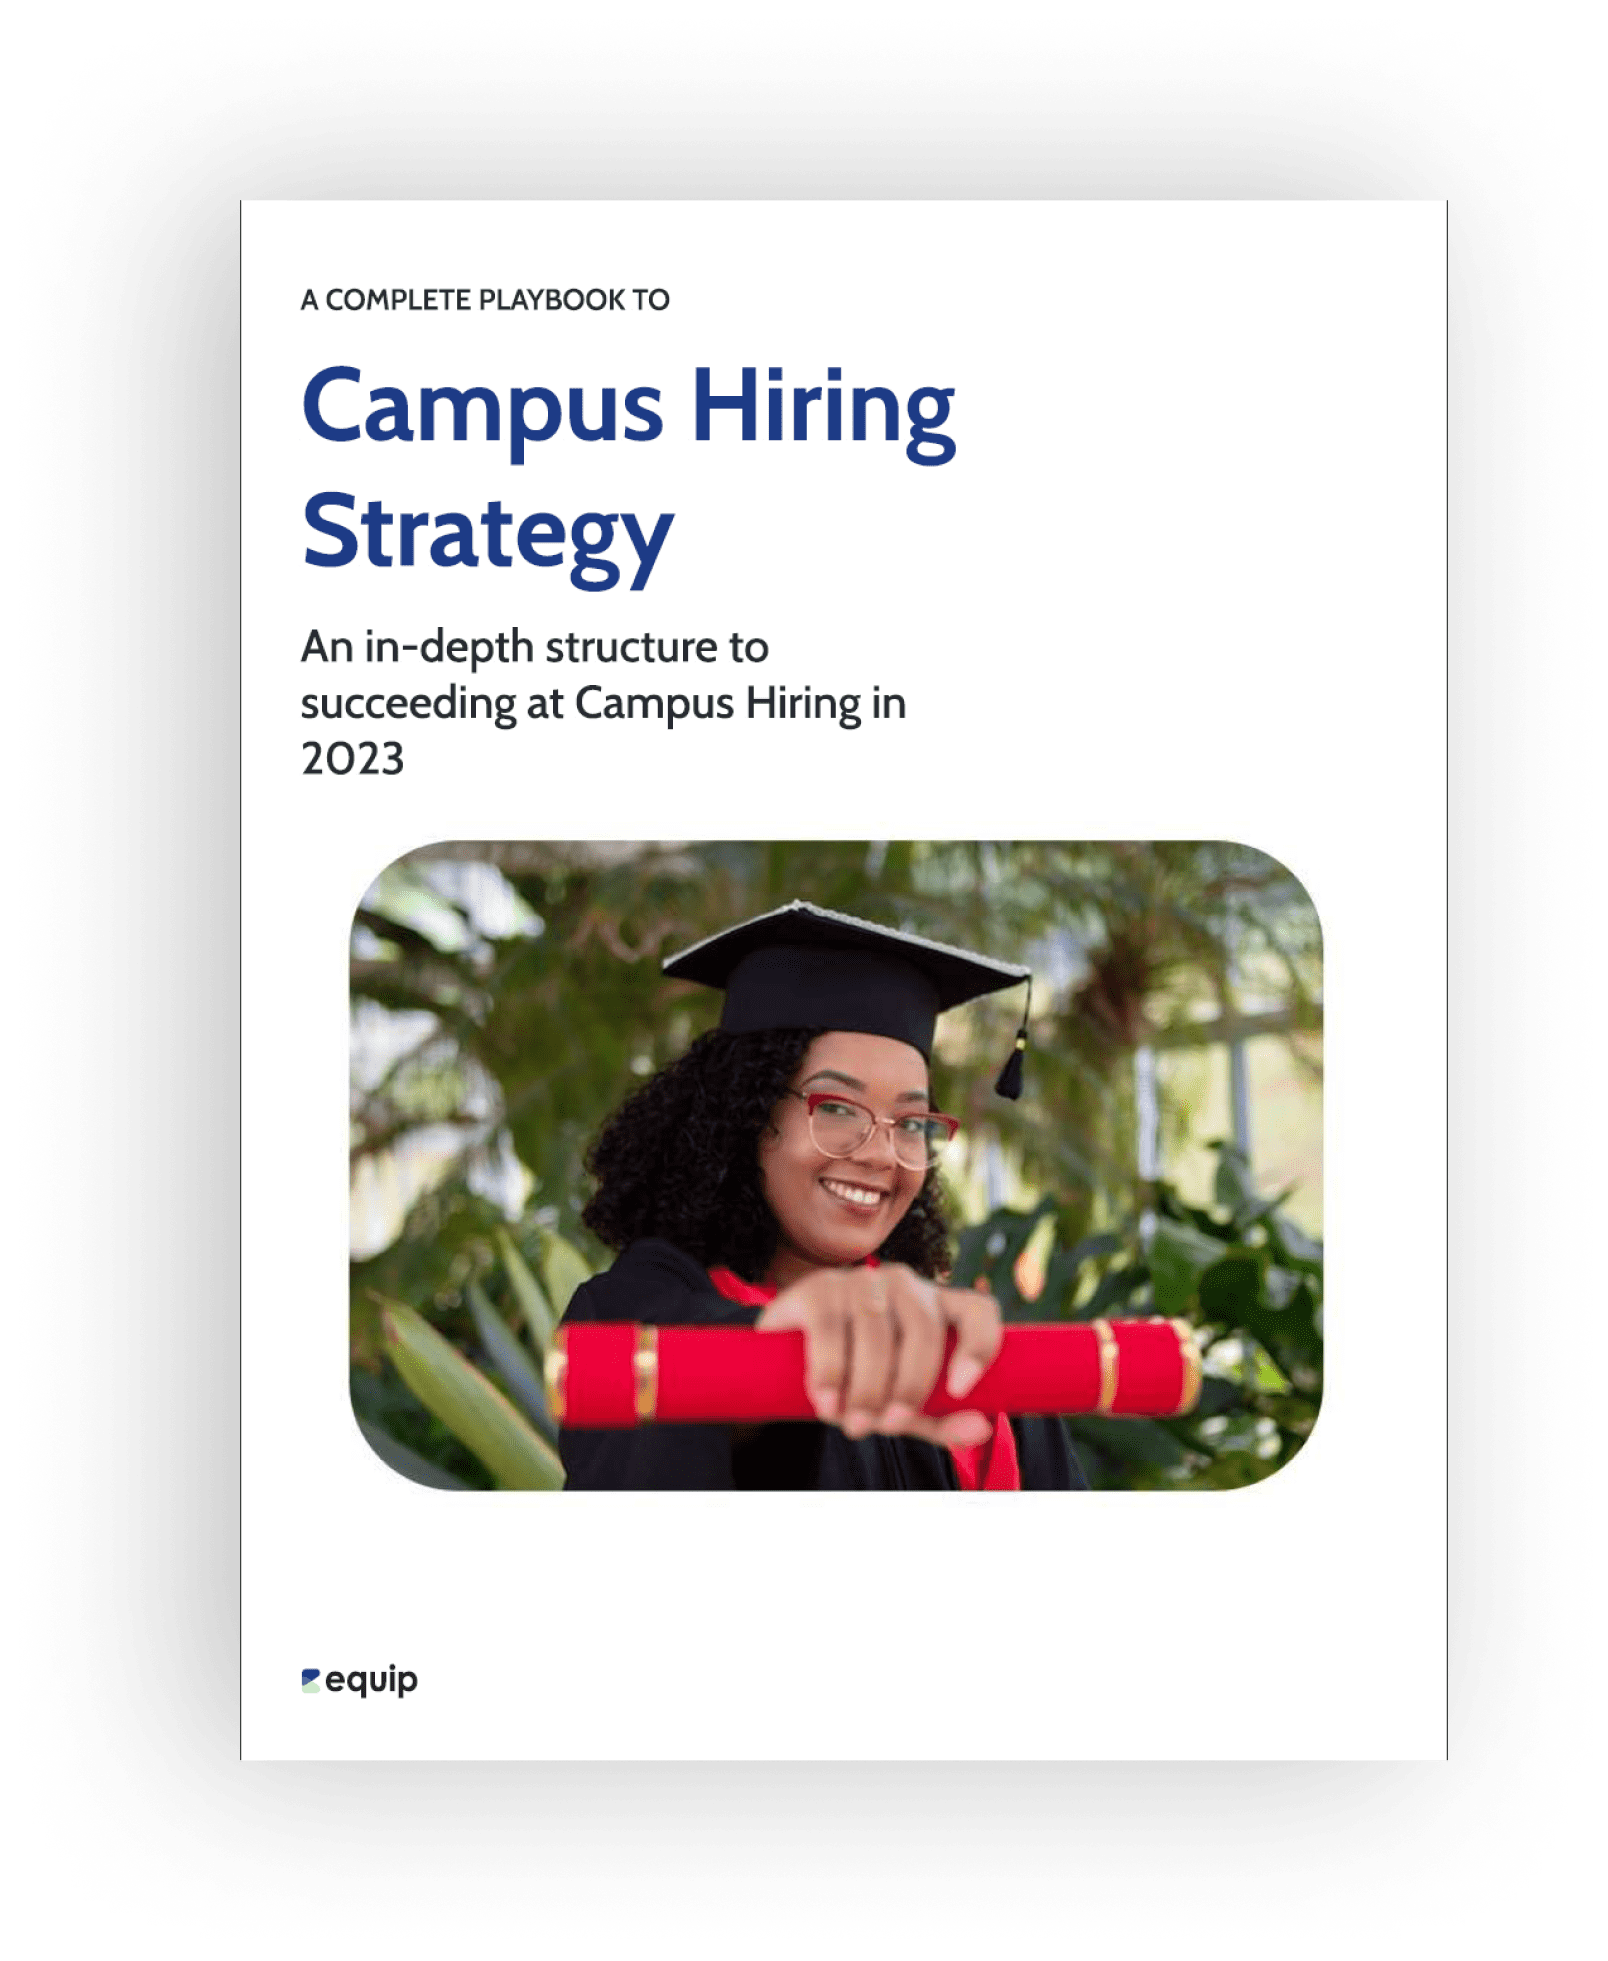 A COMPLETE PLAYBOOK TO
Campus Hiring
Strategy
An in-depth structure to
succeeding at Campus Hiring in
2023
equip